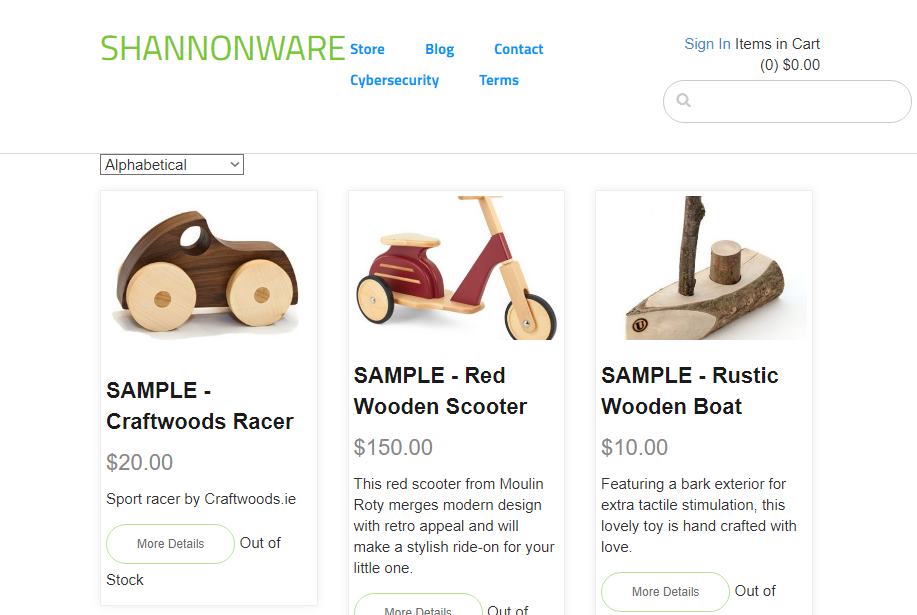 SHANNONWARE
Store Blog Contact
Cybersecurity Terms
Sign In Items in Cart
(0) $0.00
Alphabetical
SAMPLE -
Craftwoods Racer
$20.00
Sport racer by Craftwoods.ie
More Details Out of
Stock
SAMPLE - Red
Wooden Scooter
$150.00
This red scooter from Moulin
Roty merges modern design
with retro appeal and will
make a stylish ride-on for your
little one.
More Details Out of
SAMPLE - Rustic
Wooden Boat
$10.00
Featuring a bark exterior for
extra tactile stimulation, this
lovely toy is hand crafted with
love.
More Details Out of